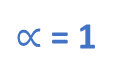 ∝ = 1